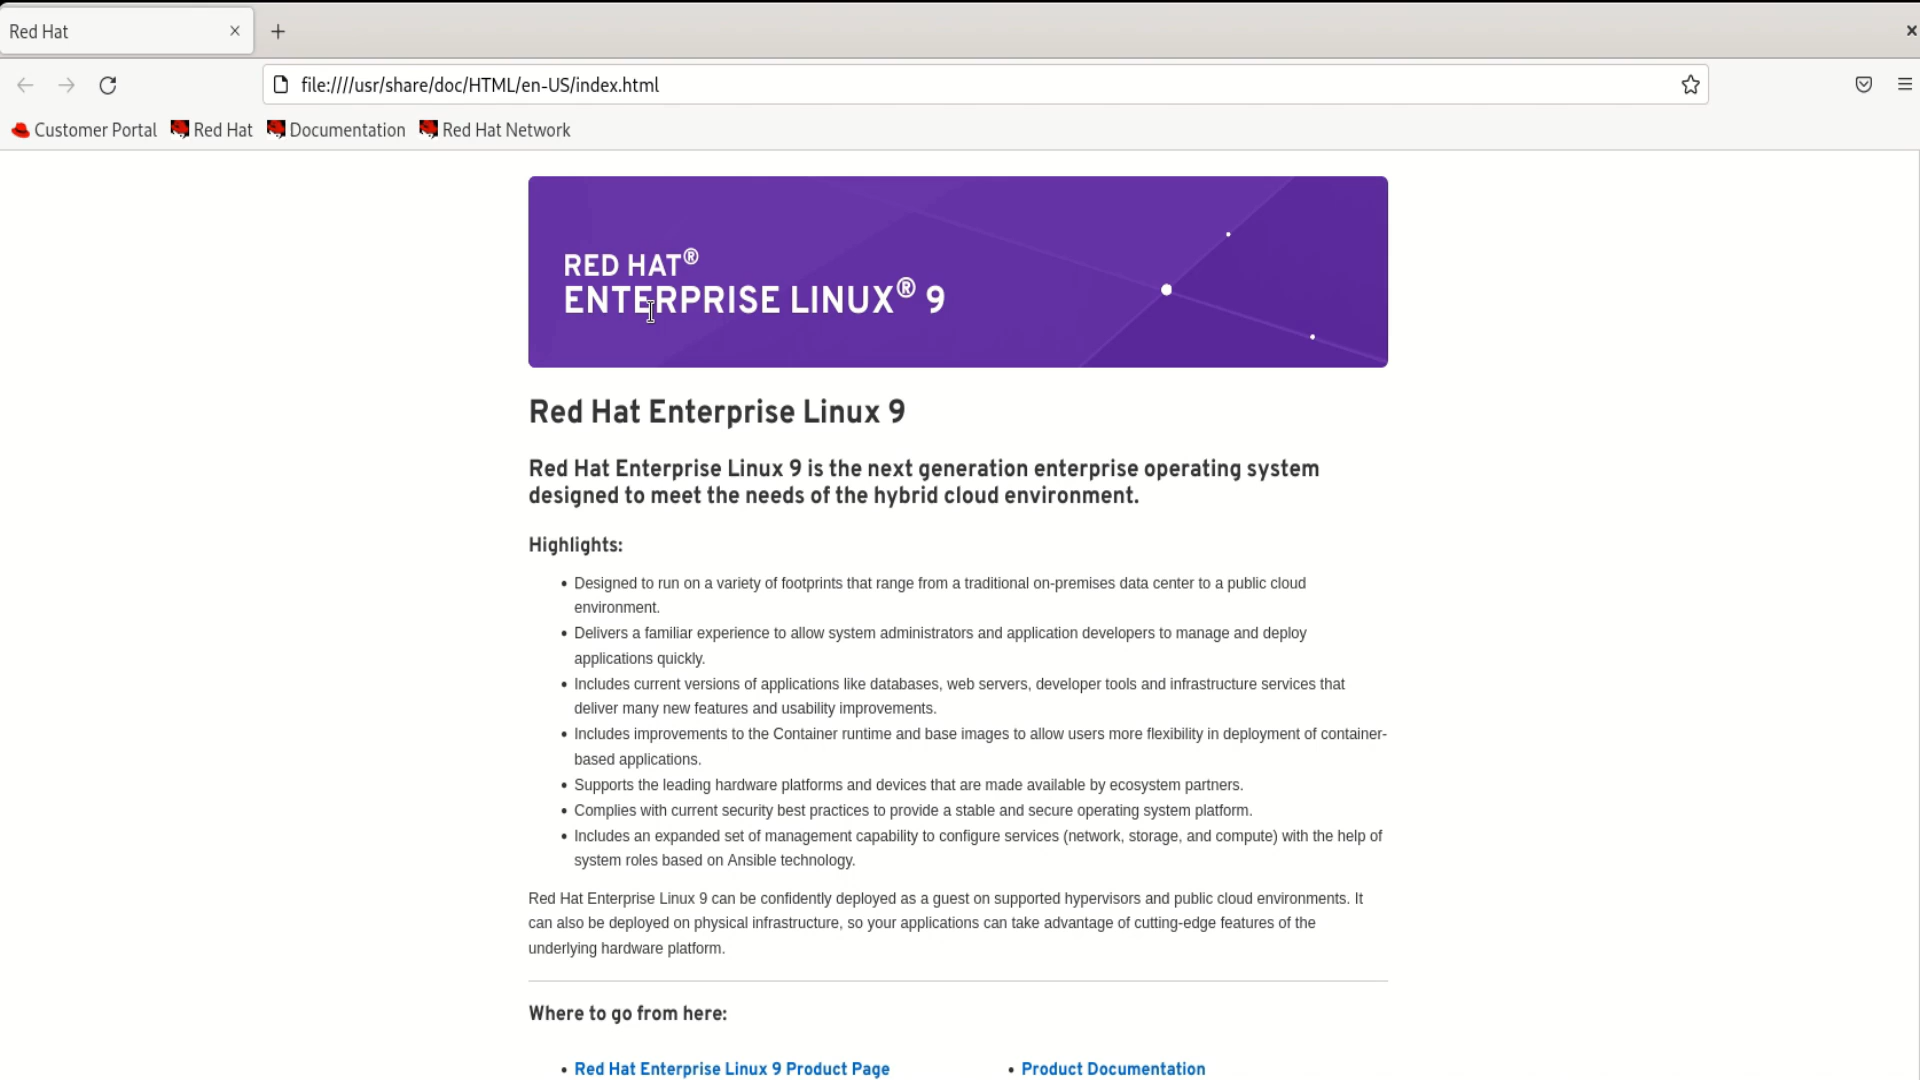 Red Hat
file:////usr/share/doc/HTML/en-US/index.html
Customer Portal Red Hat Documentation Red Hat Network
RED HAT®
ENTERPRISE LINUX® 9
Red Hat Enterprise Linux 9
Red Hat Enterprise Linux 9 is the next generation enterprise operating system
designed to meet the needs of the hybrid cloud environment.
Highlights:
• Designed to run on a variety of footprints that range from a traditional on-premises data center to a public cloud
environment.
• Delivers a familiar experience to allow system administrators and application developers to manage and deploy
applications quickly.
• Includes current versions of applications like databases, web servers, developer tools and infrastructure services that
deliver many new features and usability improvements.
• Includes improvements to the Container runtime and base images to allow users more flexibility in deployment of container-
based applications.
• Supports the leading hardware platforms and devices that are made available by ecosystem partners.
• Complies with current security best practices to provide a stable and secure operating system platform.
• Includes an expanded set of management capability to configure services (network, storage, and compute) with the help of
system roles based on Ansible technology.
Red Hat Enterprise Linux 9 can be confidently deployed as a guest on supported hypervisors and public cloud environments. It
can also be deployed on physical infrastructure, so your applications can take advantage of cutting-edge features of the
underlying hardware platform.
Where to go from here:
• Red Hat Enterprise Linux 9 Product Page
• Product Documentation